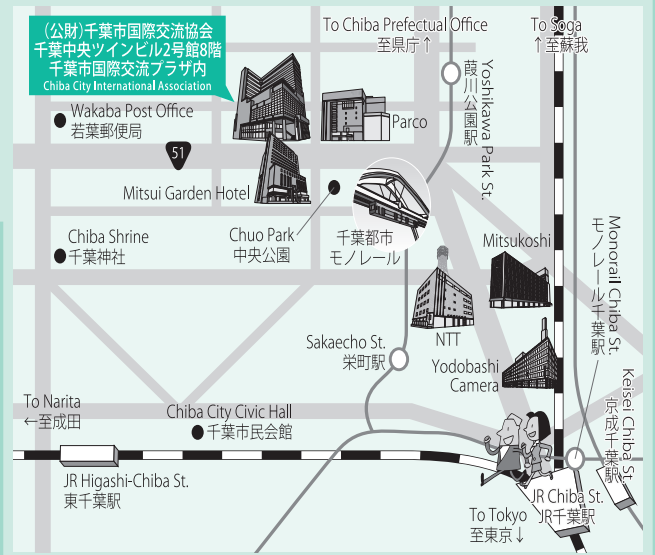 (公財)千葉市国際交流協会
千葉中央ツインビル2号館8階
千葉市国際交流プラザ内
Chiba City International Association
To Chiba Prefectual Office
至県庁↑
To Soga
↑至蘇我
Wakaba Post Office
若葉郵便局
51
Parco
Yoshikawa Park St.
葭川公園駅
Mitsui Garden Hotel
Chiba Shrine
千葉神社
Chuo Park
中央公園
千葉都市
モノレール
Mitsukoshi
Monorail Chiba St.
モノレール千葉駅
NTT
Sakaecho St.
栄町駅
Yodobashi
Camera
Keisei Chiba St.
京成千葉駅
To Narita
←至成田
Chiba City Civic Hall
千葉市民会館
JR Higashi-Chiba St.
東千葉駅
JR Chiba St.
JR千葉駅
To Tokyo
至東京↓